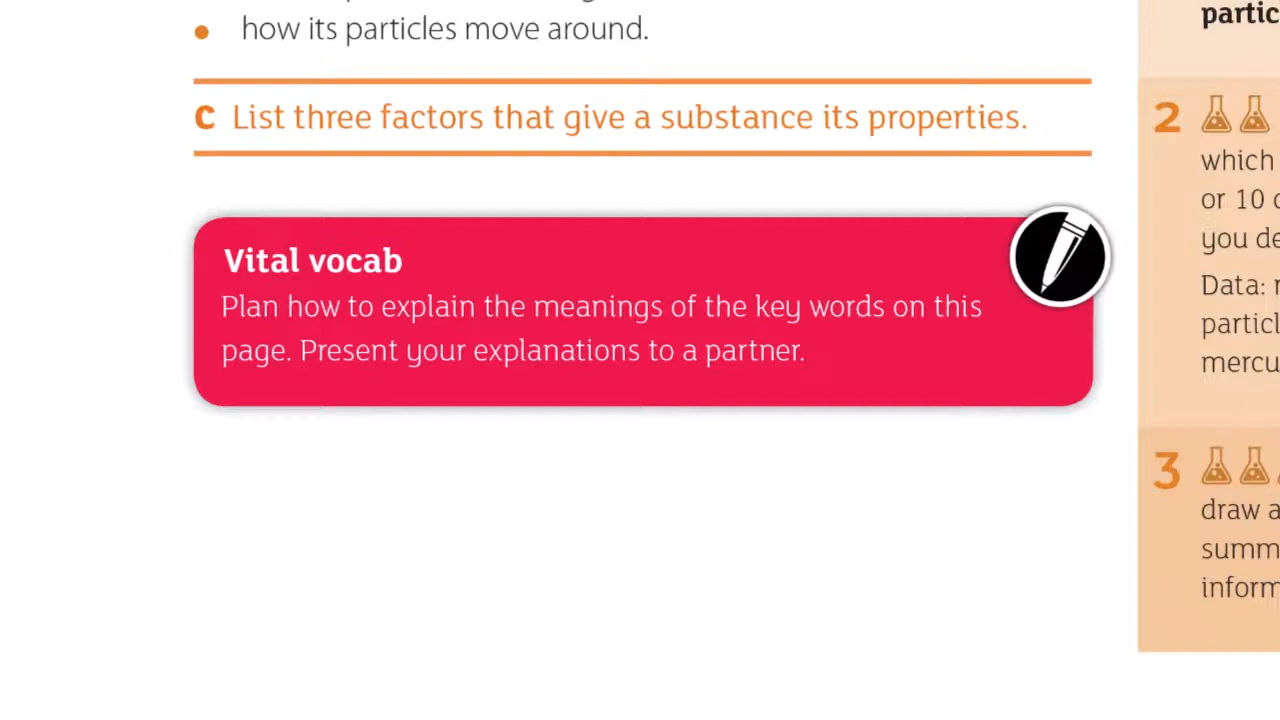 how its particles move around.
C List three factors that give a substance its properties.
Vital vocab
Plan how to explain the meanings of the key words on this
page. Present your explanations to a partner.
partic
2
which
or 10
you de
Data:
particl
mercu
3
draw a
summ
inform